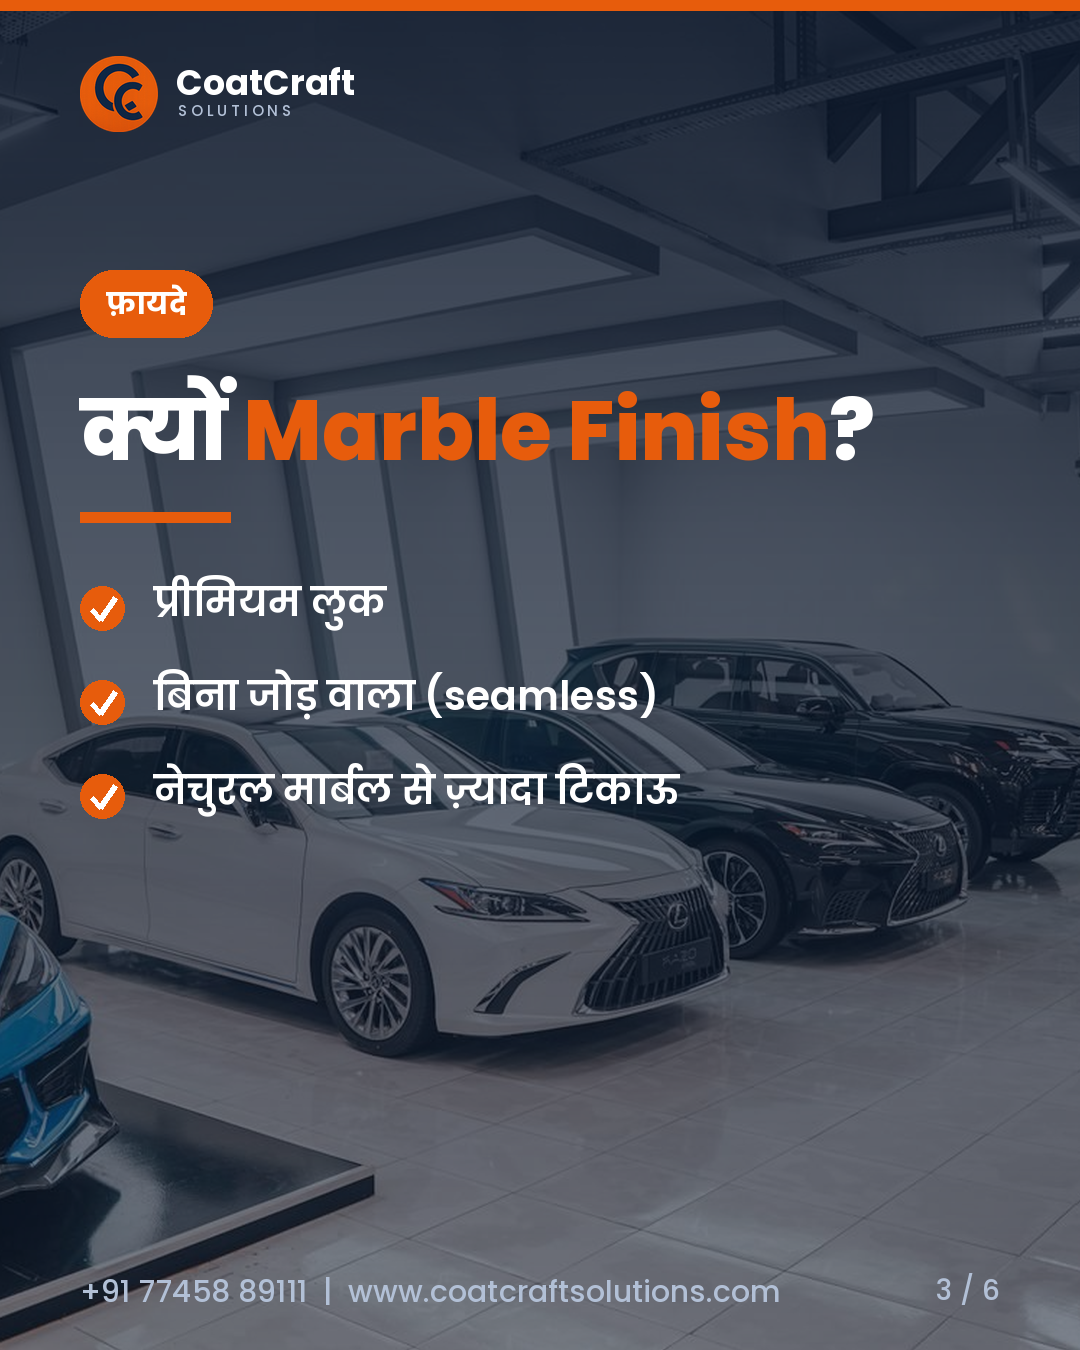 CoatCraft
SOLUTIONS
फ़ायदे
क्यों Marble Finish?
प्रीमियम लुक
बिना जोड़ वाला (seamless)
नेचुरल मार्बल से ज़्यादा टिकाऊ
+91 77458 89111 | www.coatcraftsolutions.com
3 / 6